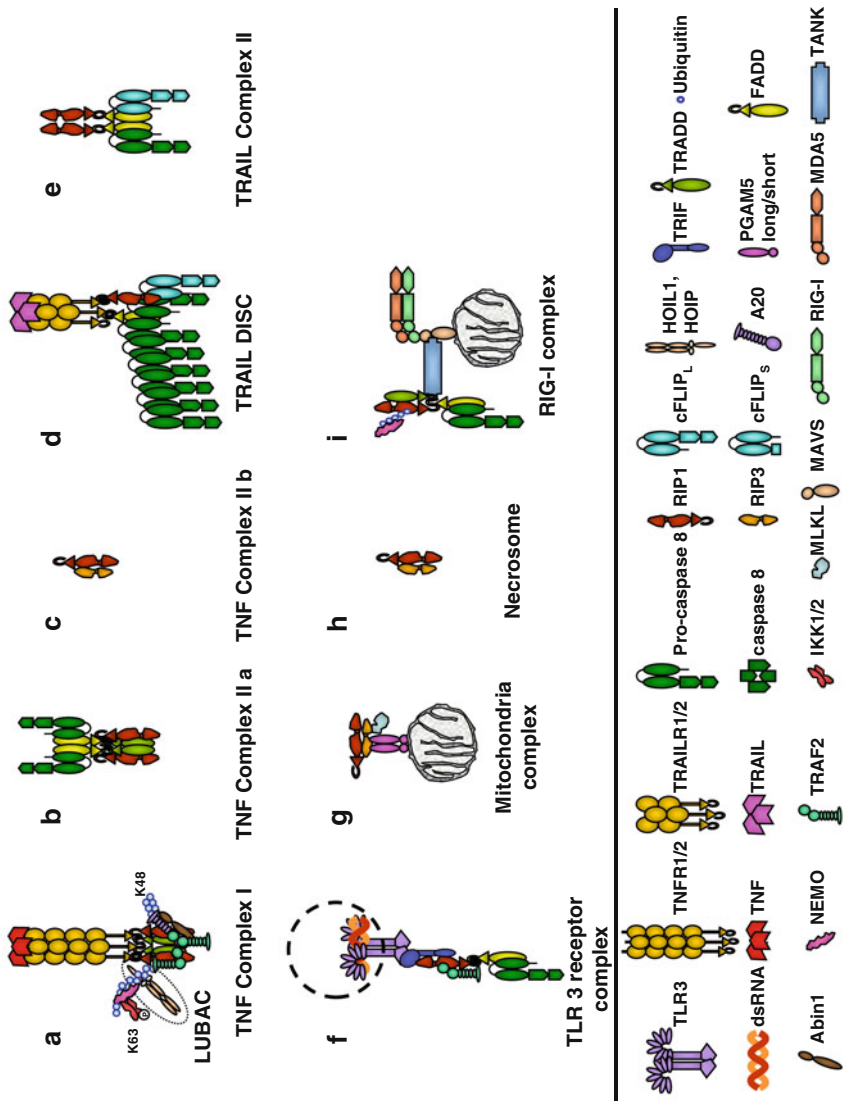 a
K63
P
K48
LUBAC
TNF Complex I
b
TNF Complex II a
c
TNF Complex II b
d
TRAIL DISC
e
TRAIL Complex II
f
TLR 3 receptor
complex
g
Mitochondria
complex
h
Necrosome
i
RIG-I complex
TLR3
TNFR1/2
TRAILR1/2
Pro-caspase 8
RIP1
cFLIPL
HOIL1,
HOIP
TRIF
TRADD
Ubiquitin
dsRNA
TNF
TRAIL
caspase 8
RIP3
cFLIPS
A20
PGAM5
long/short
FADD
Abin1
NEMO
TRAF2
IKK1/2
MLKL
MAVS
RIG-I
MDA5
TANK